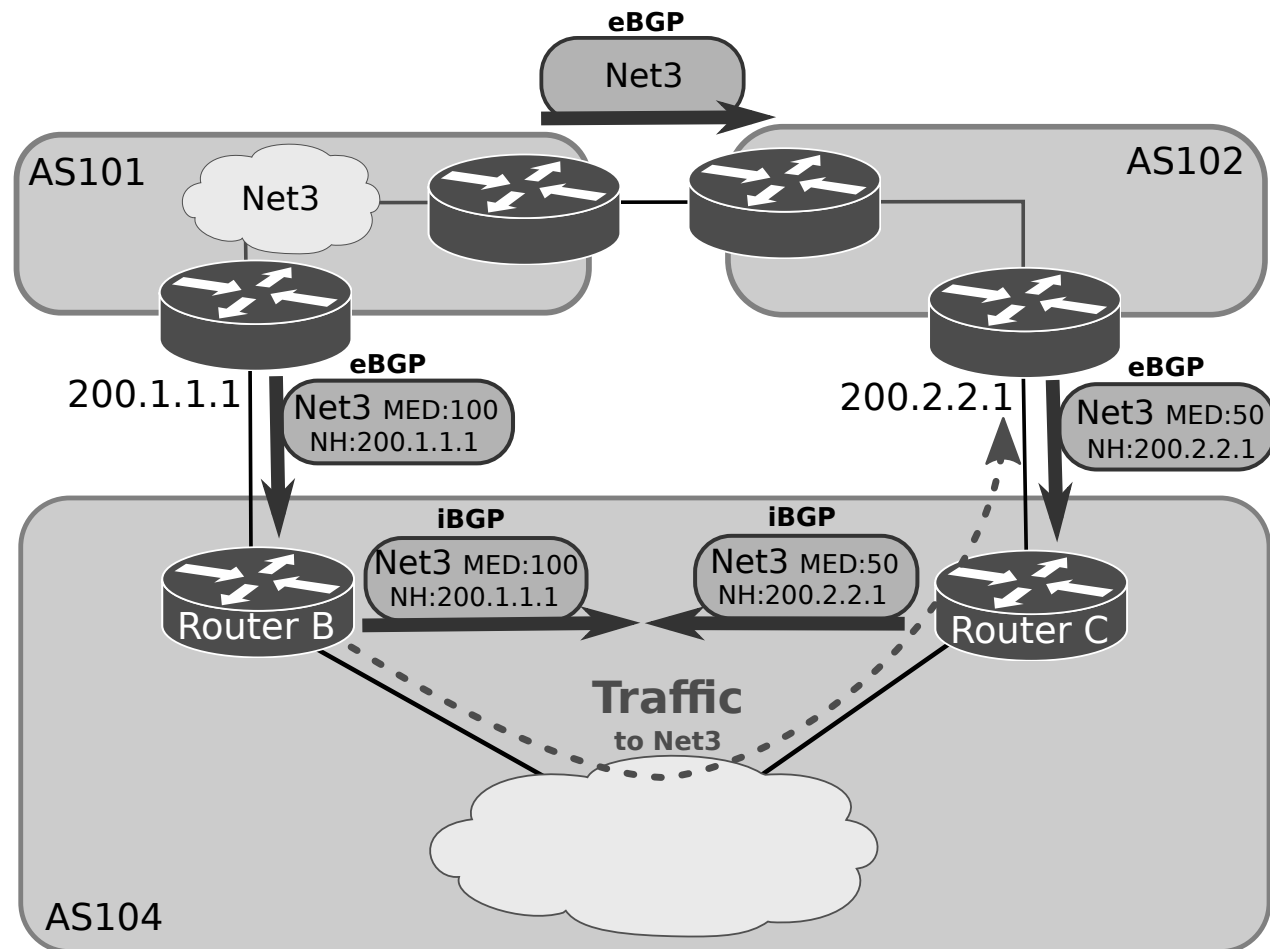 eBGP
Net3
AS101
Net3
AS102
200.1.1.1
eBGP
Net3 MED:100
NH:200.1.1.1
200.2.2.1
eBGP
Net3 MED:50
NH:200.2.2.1
iBGP
Net3 MED:100
NH:200.1.1.1
iBGP
Net3 MED:50
NH:200.2.2.1
Router B
Router C
Traffic
to Net3
AS104